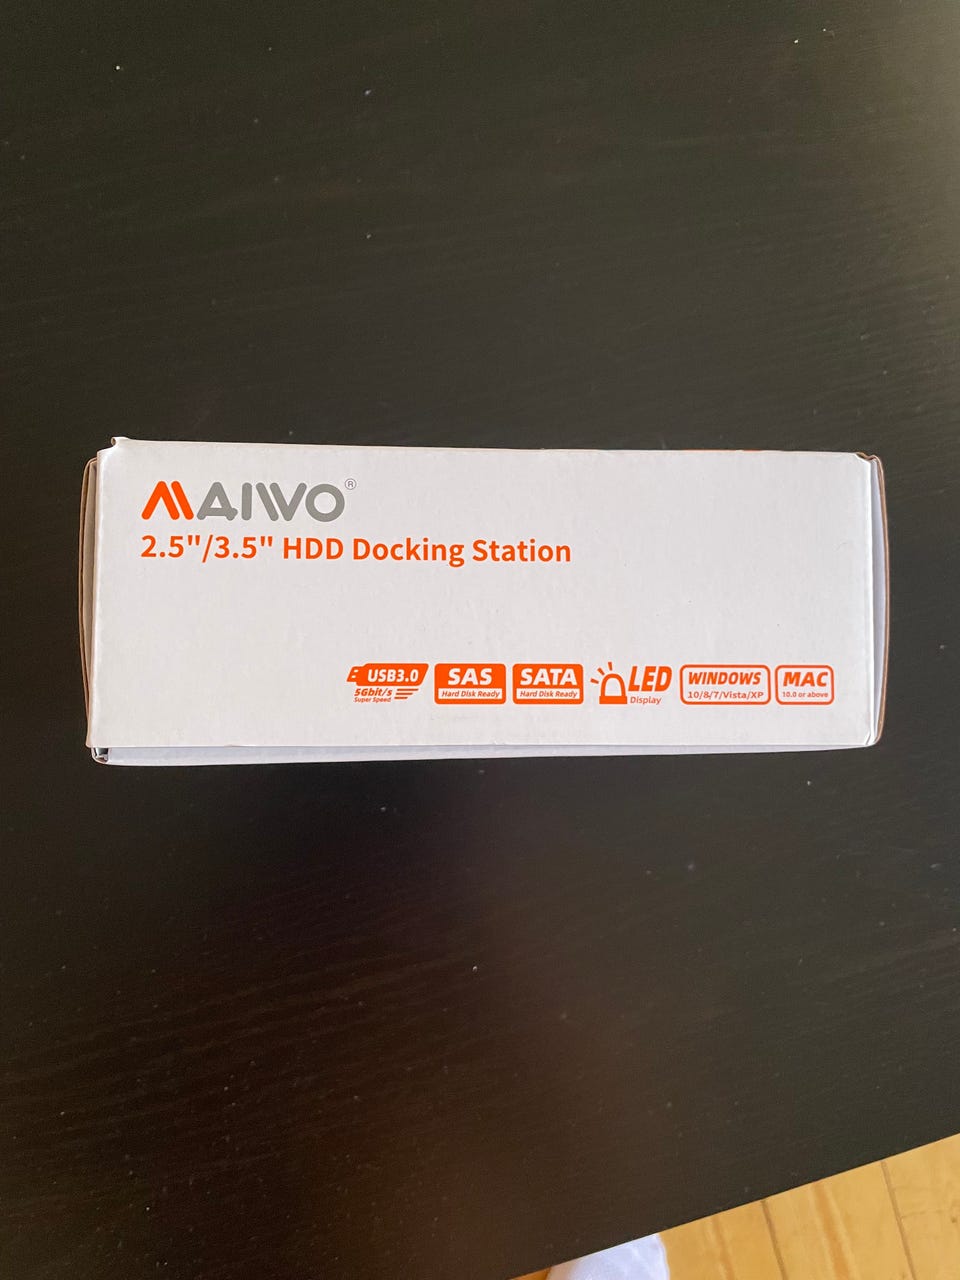 MAIWO®
2.5"/3.5" HDD Docking Station
USB3.0 SAS SATA LED WINDOWS MAC
5Gbit/s Hard Disk Ready Hard Disk Ready Display 10/8/7/Vista/XP 10.0 or above
Super Speed